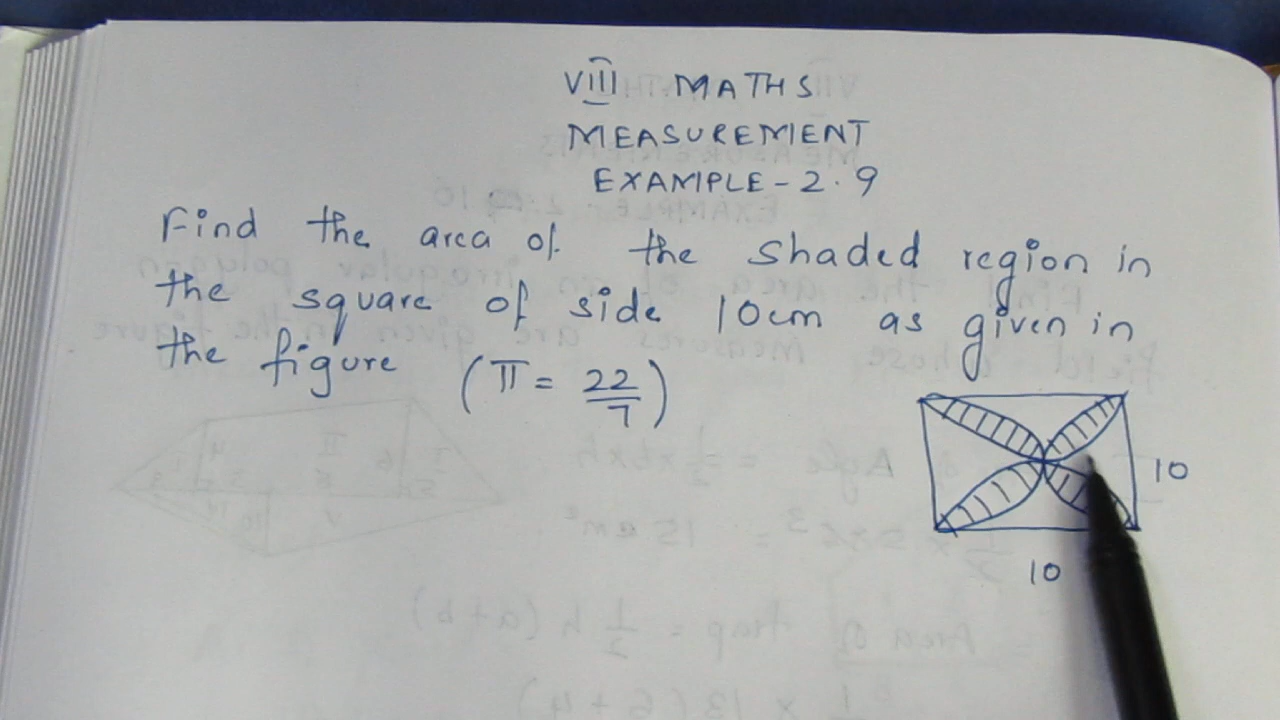 VIII MATHS
MEASUREMENT
EXAMPLE - 2.9
Find the area of the shaded region in
the square of side 10cm as given in
the figure (π = 22/7)
10
10